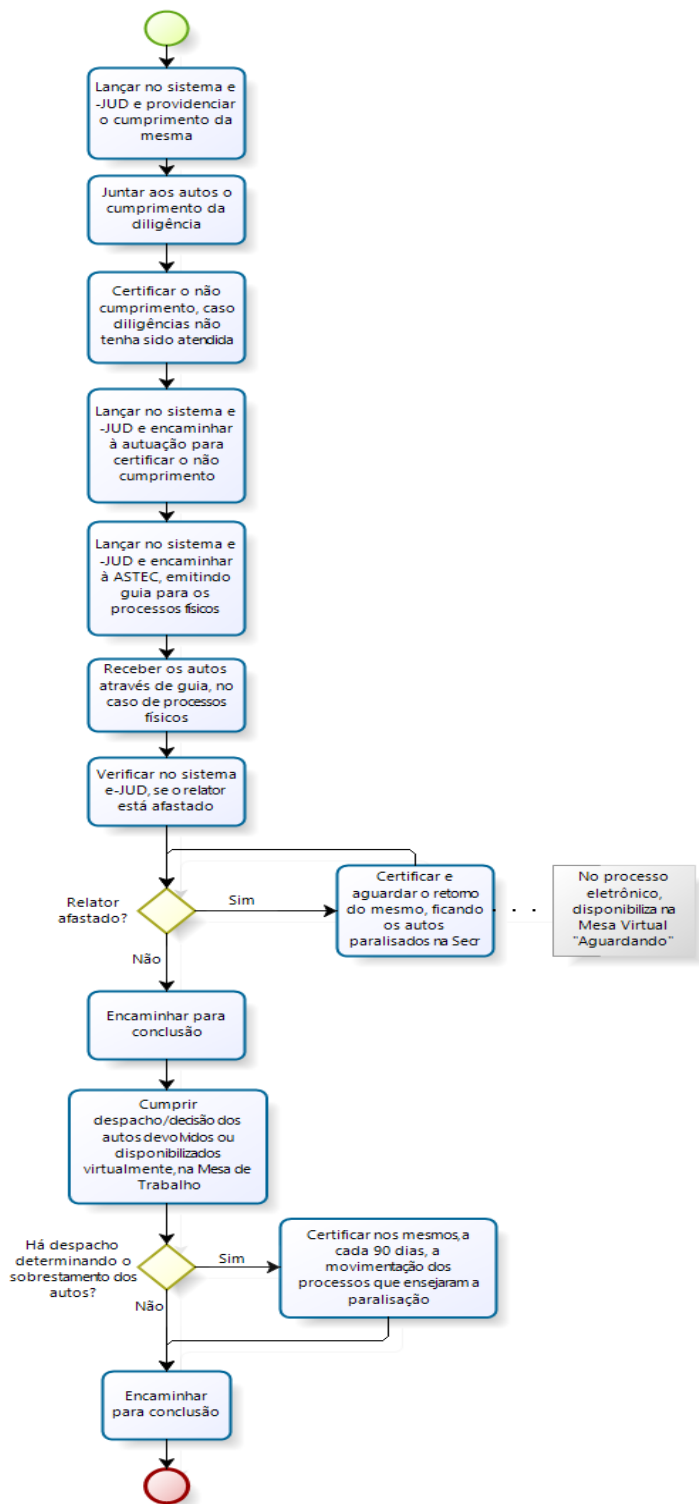 Lançar no sistema e
-JUD e providenciar
o cumprimento da
mesma
Juntar aos autos o
cumprimento da
diligência
Certificar o não
cumprimento, caso
diligências não
tenha sido atendida
Lançar no sistema e
-JUD e encaminhar
à autuação para
certificar o não
cumprimento
Lançar no sistema e
-JUD e encaminhar
à ASTEC, emitindo
guia para os
processos físicos
Receber os autos
através de guia, no
caso de processos
físicos
Verificar no sistema
e-JUD, se o relator
está afastado
Relator
afastado?
Sim
Certificar e
aguardar o retorno
do mesmo, ficando
os autos
paralisados na Secr
No processo
eletrônico,
disponibiliza na
Mesa Virtual
"Aguardando"
Não
Encaminhar para
conclusão
Cumprir
despacho/decisão dos
autos devolvidos ou
disponibilizados
virtualmente, na Mesa de
Trabalho
Há despacho
determinando o
sobrestamento dos
autos?
Sim
Certificar nos mesmos, a
cada 90 dias, a
movimentação dos
processos que ensejaram a
paralisação
Não
Encaminhar
para conclusão